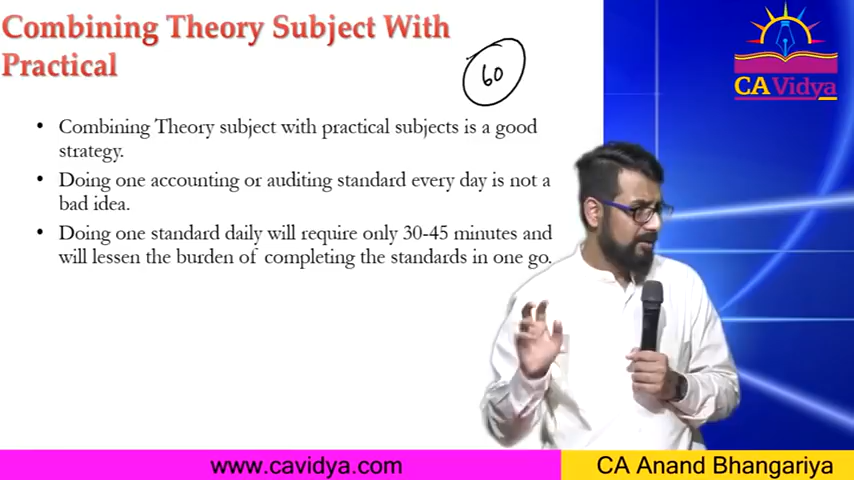 Combining Theory Subject With
Practical
60
CA Vidya
• Combining Theory subject with practical subjects is a good
strategy.
• Doing one accounting or auditing standard every day is not a
bad idea.
• Doing one standard daily will require only 30-45 minutes and
will lessen the burden of completing the standards in one go.
www.cavidya.com
CA Anand Bhangariya